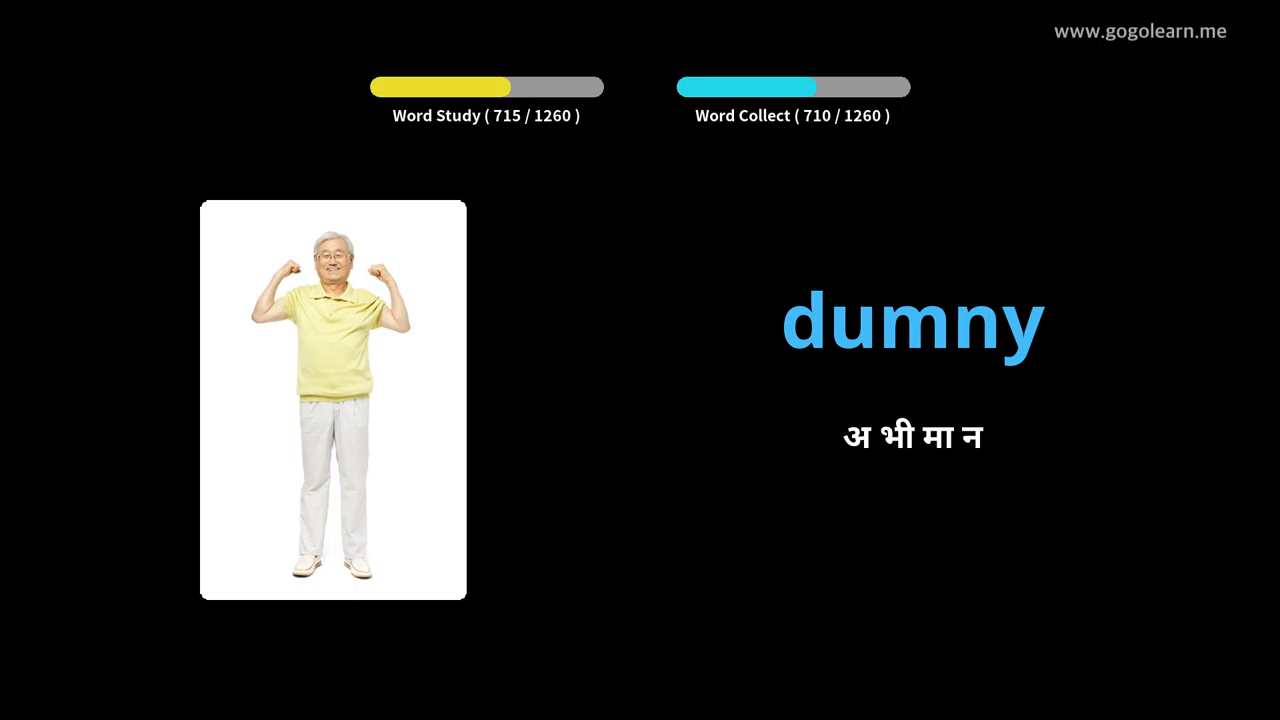 www.gogolearn.me
Word Study ( 715 / 1260 )
Word Collect ( 710 / 1260 )
dumny
अ भी मा न